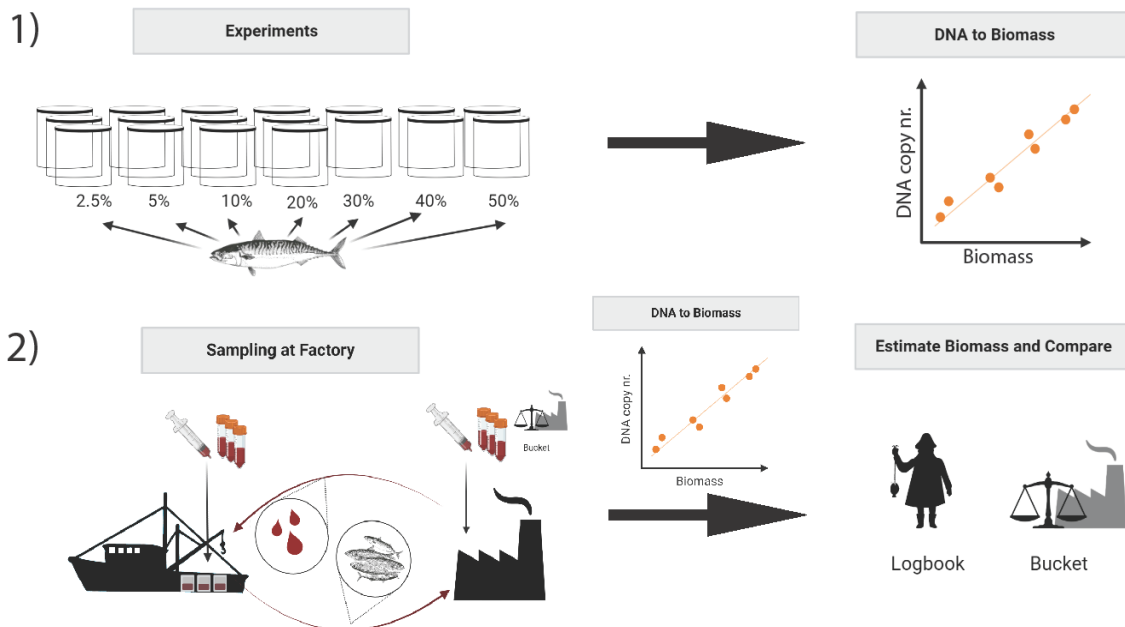 1)
Experiments
DNA to Biomass
DNA copy nr.
Biomass
2.5%
5%
10%
20%
30%
40%
50%
2)
Sampling at Factory
DNA to Biomass
Estimate Biomass and Compare
Bucket
DNA copy nr.
Biomass
Logbook
Bucket